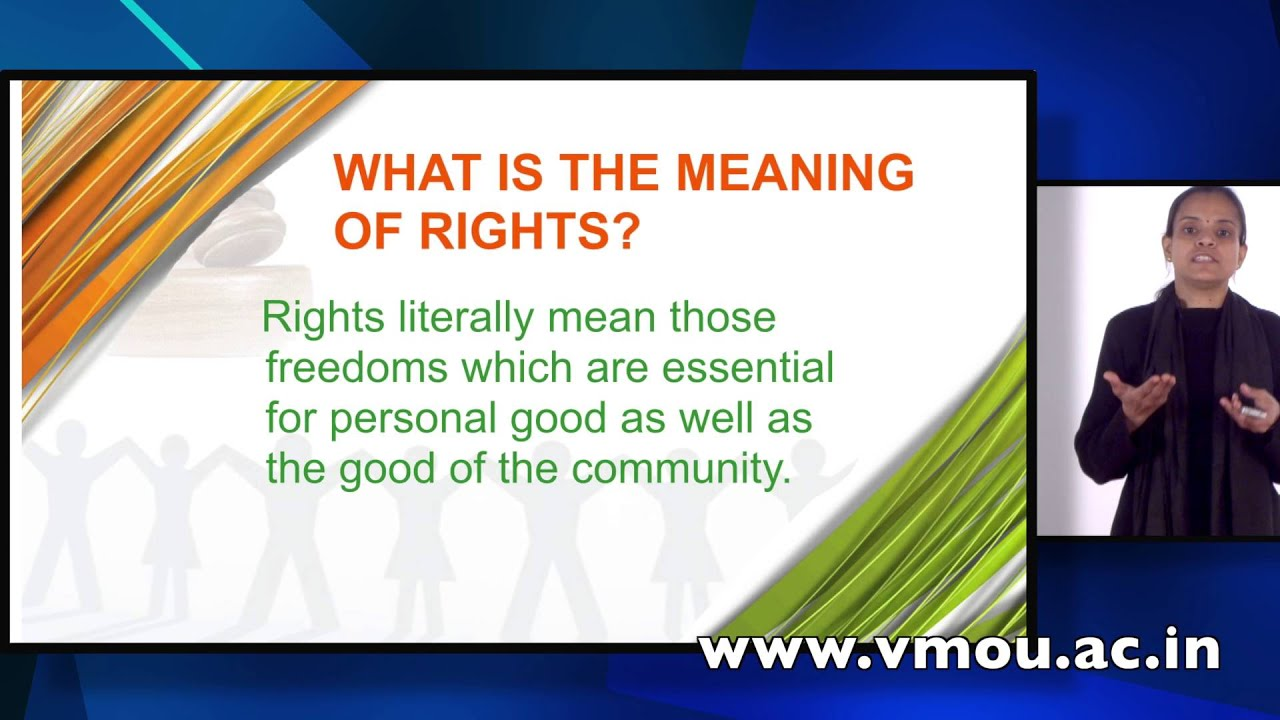 WHAT IS THE MEANING
OF RIGHTS?
Rights literally mean those
freedoms which are essential
for personal good as well as
the good of the community.
www.vmou.ac.in